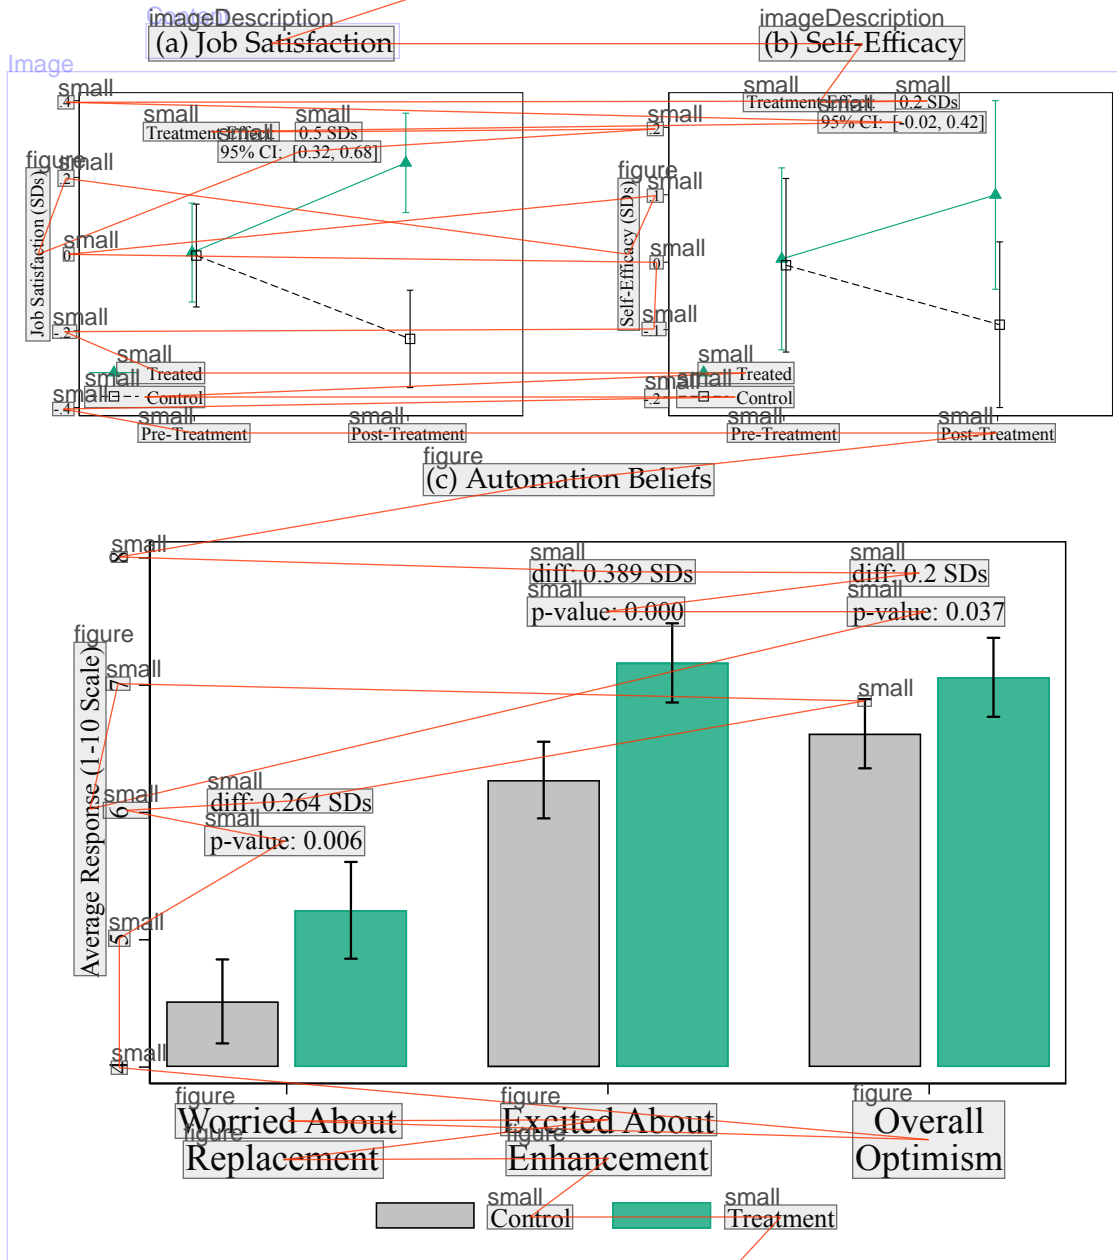 Content
imageDescription
(a) Job Satisfaction
imageDescription
(b) Self-Efficacy
Image
small
.4
small
Treatment Effect:
small
0.5 SDs
small
95% CI: [0.32, 0.68]
figure
Job Satisfaction (SDs)
small
.2
small
0
small
-.2
small
-.4
small
Treated
small
Control
small
Pre-Treatment
small
Post-Treatment
small
Treatment Effect:
small
0.2 SDs
small
95% CI: [-0.02, 0.42]
small
.2
figure
Self-Efficacy (SDs)
small
.1
small
0
small
-.1
small
-.2
small
Treated
small
Control
small
Pre-Treatment
small
Post-Treatment
figure
(c) Automation Beliefs
small
8
small
diff: 0.389 SDs
small
diff: 0.2 SDs
small
p-value: 0.000
small
p-value: 0.037
figure
Average Response (1-10 Scale)
small
7
small
small
6
small
diff: 0.264 SDs
small
p-value: 0.006
small
5
small
4
figure
Worried About
figure
Replacement
figure
Excited About
figure
Enhancement
figure
Overall
Optimism
small
Control
small
Treatment